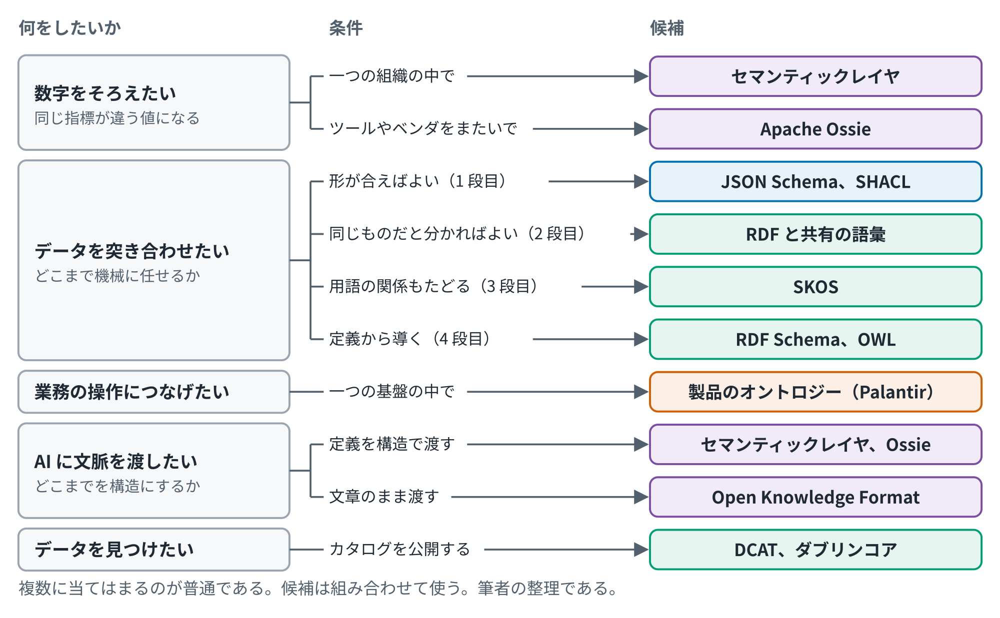 何をしたいか
条件
候補
数字をそろえたい
同じ指標が違う値になる
一つの組織の中で
セマンティックレイヤ
ツールやベンダをまたいで
Apache Ossie
データを突き合わせたい
どこまで機械に任せるか
形が合えばよい（1 段目）
JSON Schema、SHACL
同じものだと分かればよい（2 段目）
RDF と共有の語彙
用語の関係もたどる（3 段目）
SKOS
定義から導く（4 段目）
RDF Schema、OWL
業務の操作につなげたい
一つの基盤の中で
製品のオントロジー（Palantir）
AI に文脈を渡したい
どこまでを構造にするか
定義を構造で渡す
セマンティックレイヤ、Ossie
文章のまま渡す
Open Knowledge Format
データを見つけたい
カタログを公開する
DCAT、ダブリンコア
複数に当てはまるのが普通である。候補は組み合わせて使う。筆者の整理である。